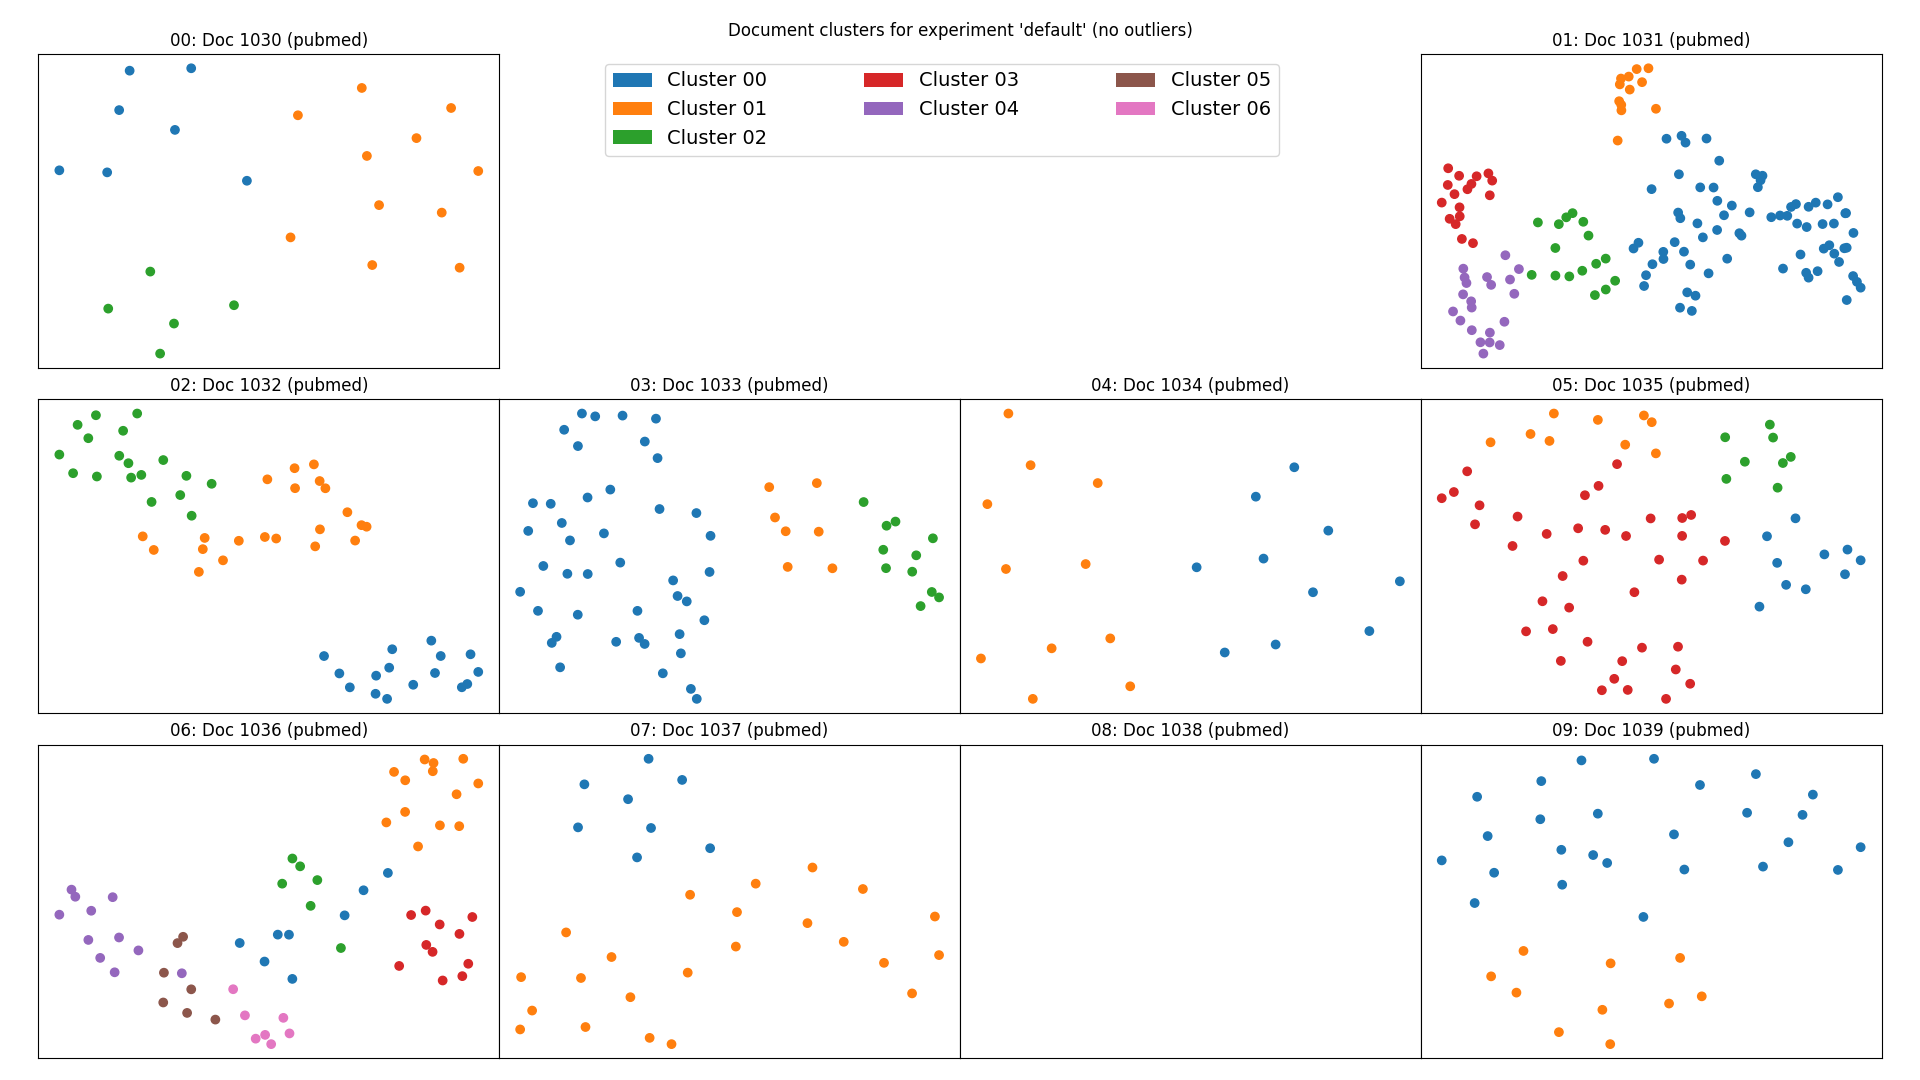 Document clusters for experiment 'default' (no outliers)
00: Doc 1030 (pubmed)
Cluster 00
Cluster 01
Cluster 02
Cluster 03
Cluster 04
Cluster 05
Cluster 06
01: Doc 1031 (pubmed)
02: Doc 1032 (pubmed)
03: Doc 1033 (pubmed)
04: Doc 1034 (pubmed)
05: Doc 1035 (pubmed)
06: Doc 1036 (pubmed)
07: Doc 1037 (pubmed)
08: Doc 1038 (pubmed)
09: Doc 1039 (pubmed)